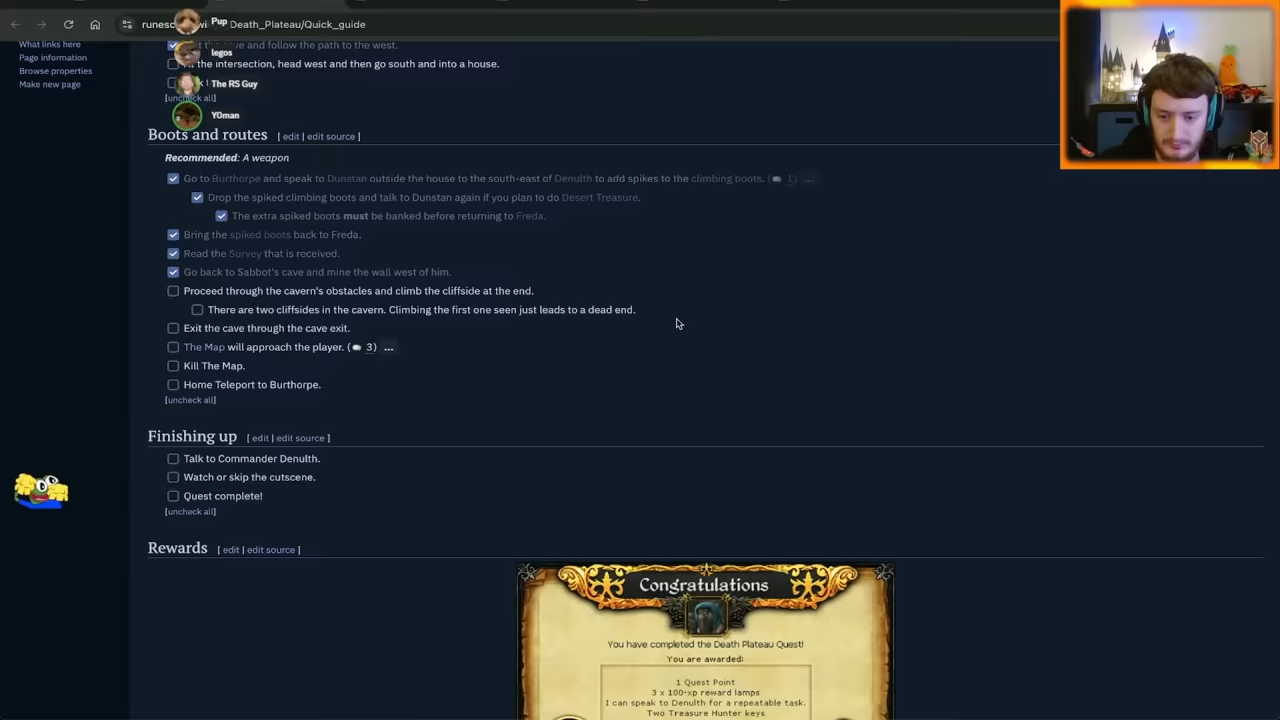 runesc
Death_Plateau/Quick_guide
Pup
What links here
Page information
Browse properties
Make new page
and follow the path to the west.
legos
the intersection, head west and then go south and into a house.
The RS Guy
[uncheck all]
Y0man
Boots and routes [ edit | edit source ]
Recommended: A weapon
Go to Burthorpe and speak to Dunstan outside the house to the south-east of Denulth to add spikes to the climbing boots. ( 1) ...
Drop the spiked climbing boots and talk to Dunstan again if you plan to do Desert Treasure.
The extra spiked boots must be banked before returning to Freda.
Bring the spiked boots back to Freda.
Read the Survey that is received.
Go back to Sabbot's cave and mine the wall west of him.
Proceed through the cavern's obstacles and climb the cliffside at the end.
There are two cliffsides in the cavern. Climbing the first one seen just leads to a dead end.
Exit the cave through the cave exit.
The Map will approach the player. ( 3) ...
Kill The Map.
Home Teleport to Burthorpe.
[uncheck all]
Finishing up [ edit | edit source ]
Talk to Commander Denulth.
Watch or skip the cutscene.
Quest complete!
[uncheck all]
Rewards [ edit | edit source ]
Congratulations
You have completed the Death Plateau Quest!
You are awarded:
1 Quest Point
3 x 100-xp reward lamps
I can speak to Denulth for a repeatable task.
Two Treasure Hunter keys